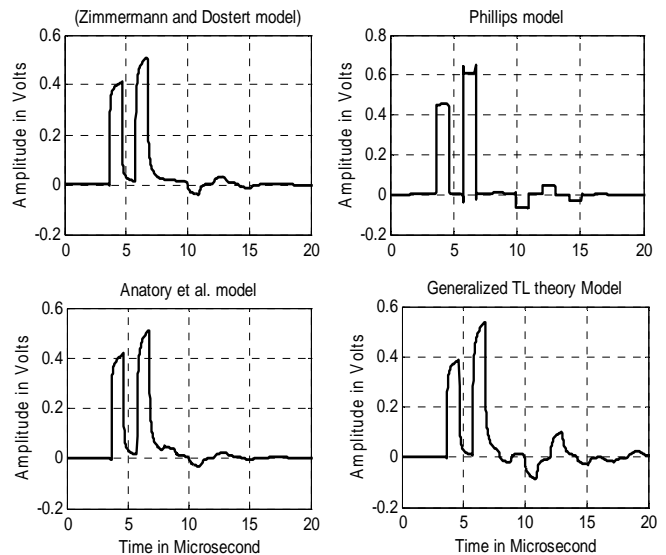 (Zimmermann and Dostert model)
Amplitude in Volts
0.6
0.4
0.2
0
-0.2
0 5 10 15 20
Phillips model
Amplitude in Volts
0.8
0.6
0.4
0.2
0
-0.2
0 5 10 15 20
Anatory et al. model
Amplitude in Volts
0.6
0.4
0.2
0
-0.2
0 5 10 15 20
Time in Microsecond
Generalized TL theory Model
Amplitude in Volts
0.6
0.4
0.2
0
-0.2
0 5 10 15 20
Time in Microsecond